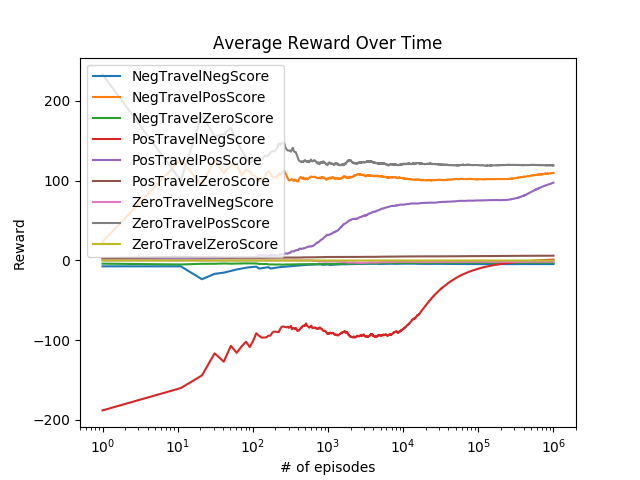 Average Reward Over Time
NegTravelNegScore
NegTravelPosScore
NegTravelZeroScore
PosTravelNegScore
PosTravelPosScore
PosTravelZeroScore
ZeroTravelNegScore
ZeroTravelPosScore
ZeroTravelZeroScore
200
100
0
−100
−200
Reward
10⁰ 10¹ 10² 10³ 10⁴ 10⁵ 10⁶
# of episodes